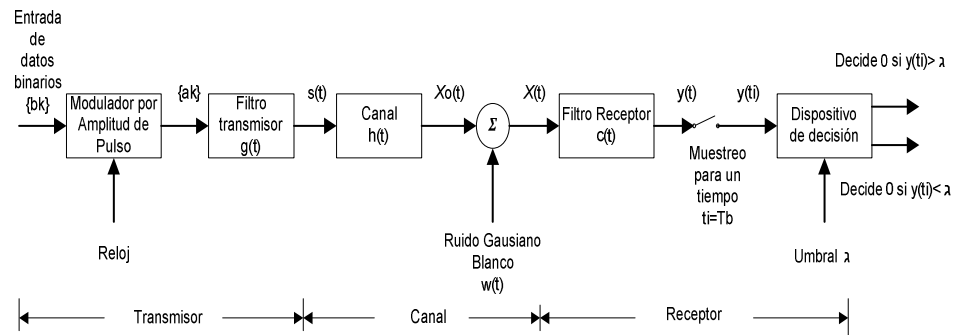 Entrada
de
datos
binarios
{bk}
Modulador por
Amplitud de
Pulso
Reloj
{ak}
Filtro
transmisor
g(t)
s(t)
Canal
h(t)
Xo(t)
Σ
Ruido Gausiano
Blanco
w(t)
X(t)
Filtro Receptor
c(t)
y(t)
Muestreo
para un
tiempo
ti=Tb
y(ti)
Dispositivo
de decisión
Umbral λ
Decide 0 si y(ti)> λ
Decide 0 si y(ti)< λ
Transmisor
Canal
Receptor